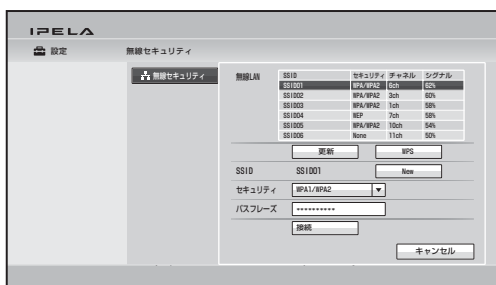 IPELA
設定 無線セキュリティ
無線セキュリティ
無線LAN SSID セキュリティ チャネル シグナル
SSID01 WPA/WPA2 6ch 62%
SSID02 WPA/WPA2 3ch 60%
SSID03 WPA/WPA2 1ch 58%
SSID04 WEP 7ch 58%
SSID05 WPA/WPA2 10ch 54%
SSID06 None 11ch 50%
更新 WPS
SSID SSID01 New
セキュリティ WPA1/WPA2
パスフレーズ **********
接続
キャンセル